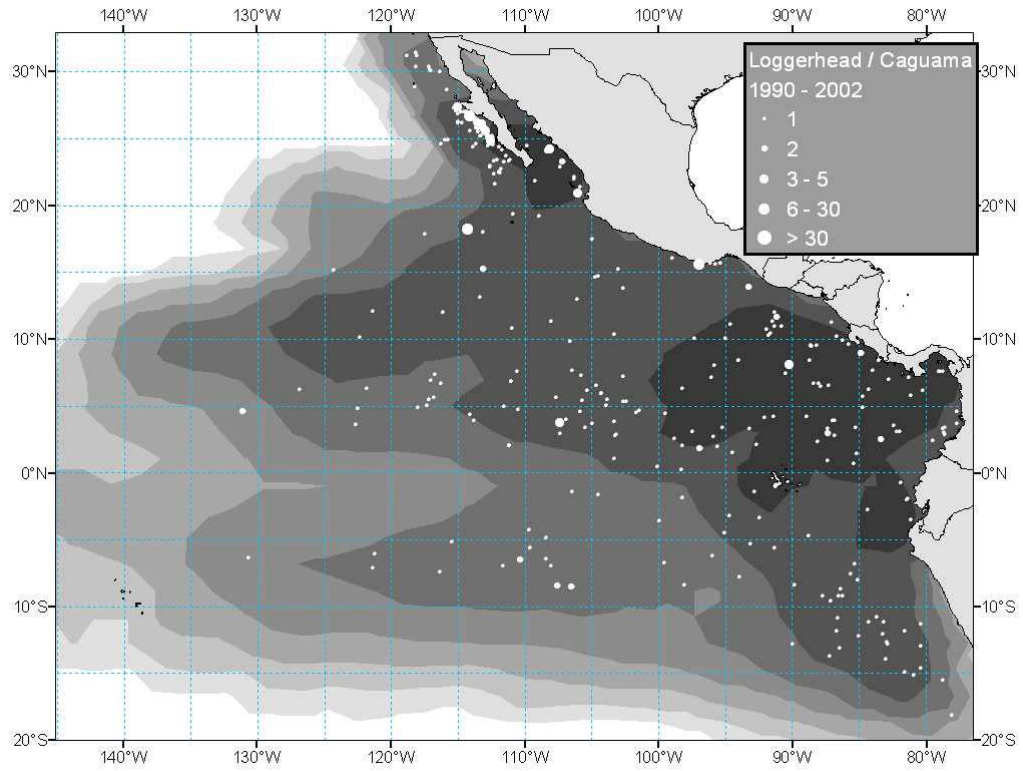 140°W 130°W 120°W 110°W 100°W 90°W 80°W
30°N 30°N
20°N 20°N
10°N 10°N
0°N 0°N
10°S 10°S
20°S 20°S
140°W 130°W 120°W 110°W 100°W 90°W 80°W
Loggerhead / Caguama
1990 - 2002
1
2
3 - 5
6 - 30
> 30